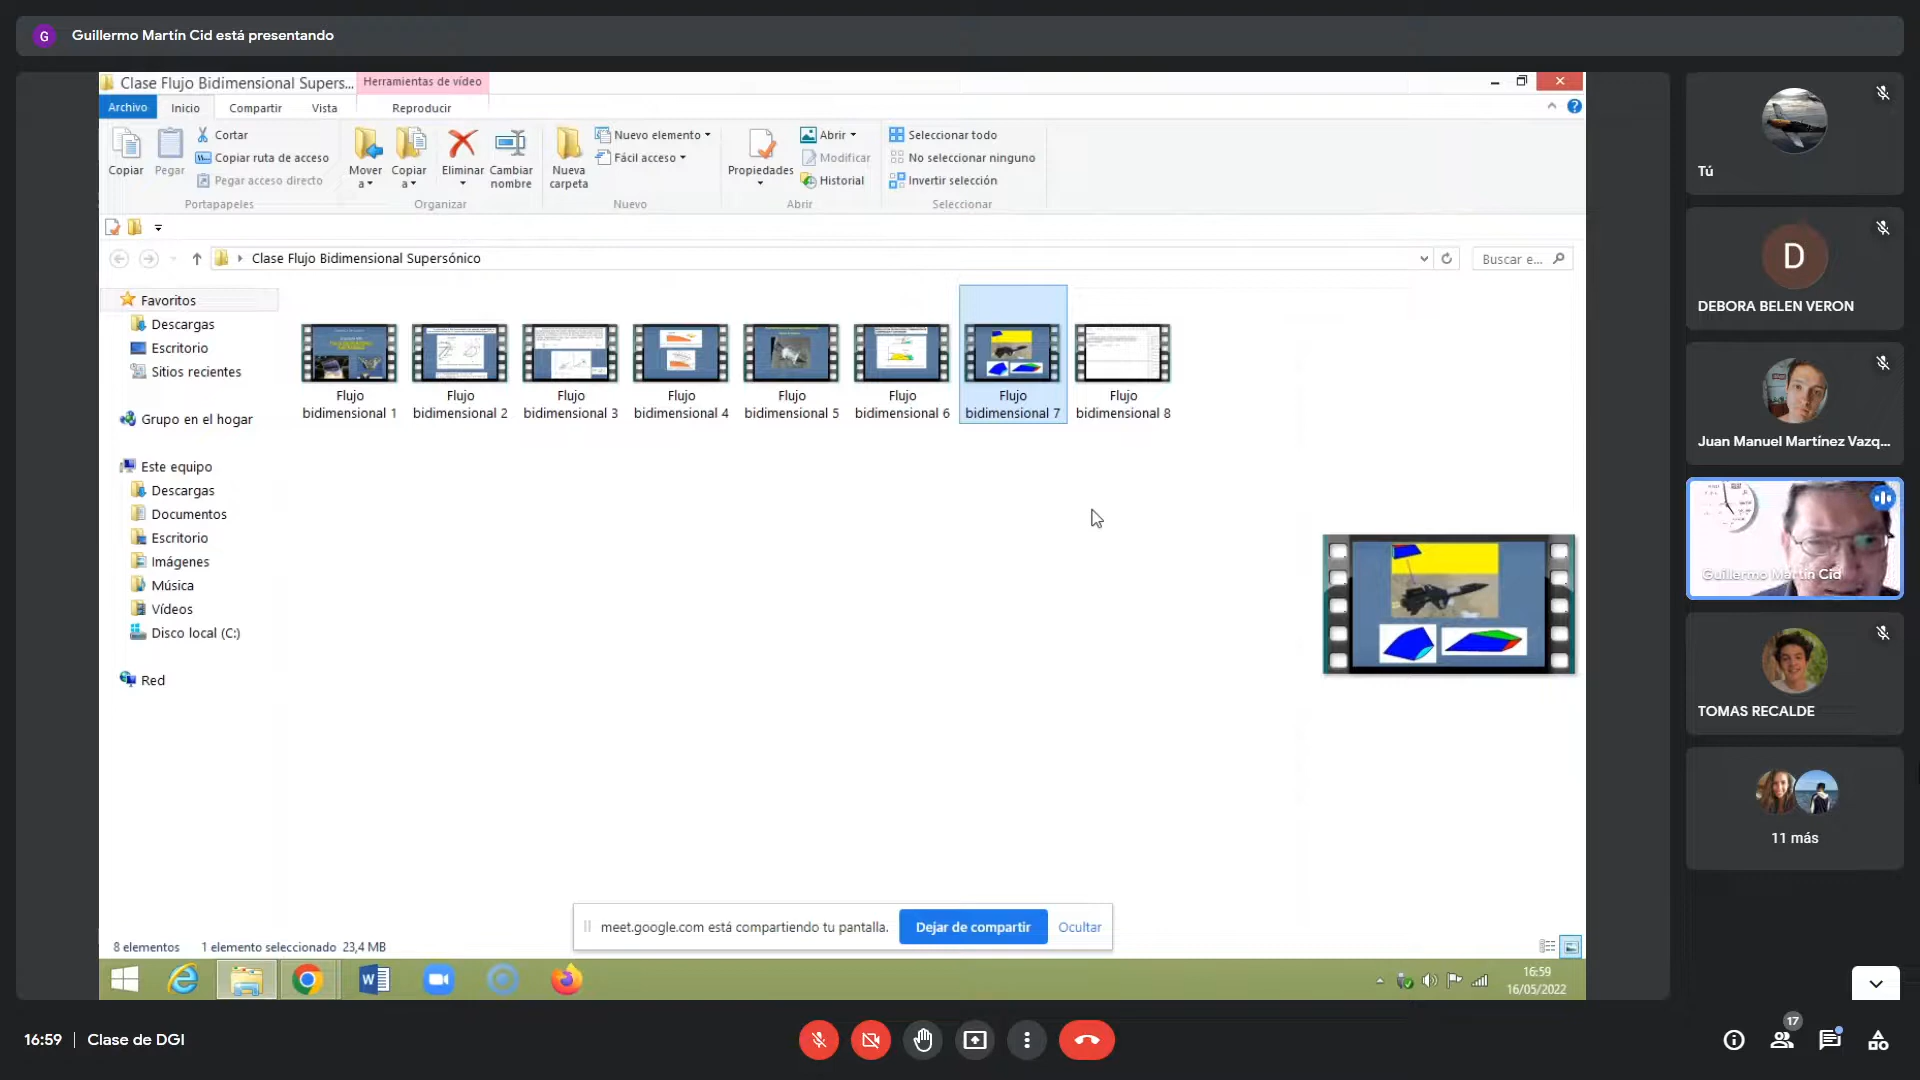 G Guillermo Martín Cid está presentando
Clase Flujo Bidimensional Supers...
Herramientas de vídeo
Archivo
Inicio
Compartir
Vista
Reproducir
Copiar
Pegar
Cortar
Copiar ruta de acceso
Pegar acceso directo
Portapapeles
Mover a
Copiar a
Eliminar
Cambiar nombre
Organizar
Nueva carpeta
Nuevo elemento
Fácil acceso
Nuevo
Propiedades
Abrir
Modificar
Historial
Abrir
Seleccionar todo
No seleccionar ninguno
Invertir selección
Seleccionar
Clase Flujo Bidimensional Supersónico
Buscar e...
Favoritos
Descargas
Escritorio
Sitios recientes
Grupo en el hogar
Este equipo
Descargas
Documentos
Escritorio
Imágenes
Música
Vídeos
Disco local (C:)
Red
Flujo bidimensional 1
Flujo bidimensional 2
Flujo bidimensional 3
Flujo bidimensional 4
Flujo bidimensional 5
Flujo bidimensional 6
Flujo bidimensional 7
Flujo bidimensional 8
meet.google.com está compartiendo tu pantalla.
Dejar de compartir
Ocultar
8 elementos
1 elemento seleccionado 23,4 MB
16:59
16/05/2022
Tú
D
DEBORA BELEN VERON
Juan Manuel Martínez Vazq...
Guillermo Martín Cid
TOMAS RECALDE
11 más
16:59 | Clase de DGI
17